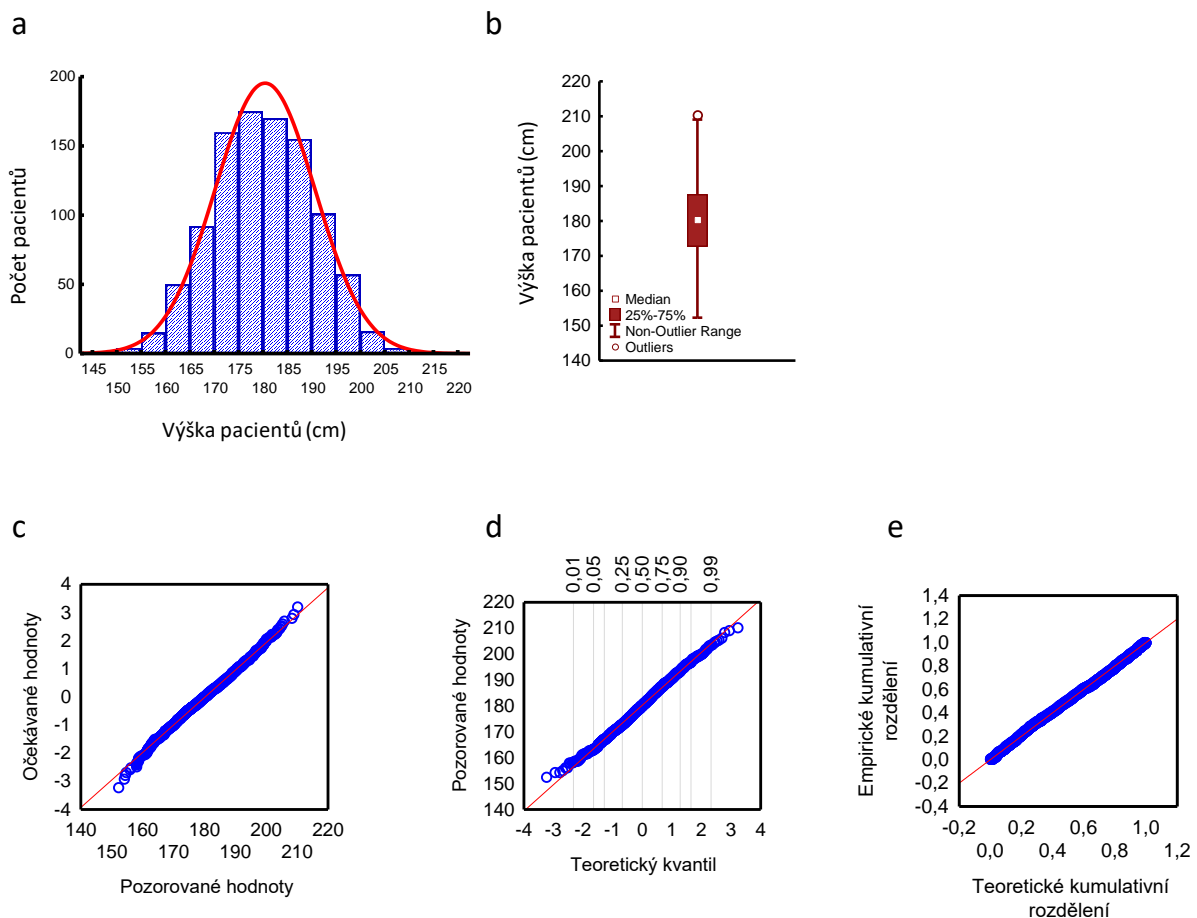 a
200
150
100
50
0
Počet pacientů
145 155 165 175 185 195 205 215
150 160 170 180 190 200 210 220
Výška pacientů (cm)
b
220
210
200
190
180
170
160
150
140
Výška pacientů (cm)
Median
25%-75%
Non-Outlier Range
Outliers
c
4
3
2
1
0
-1
-2
-3
-4
Očekávané hodnoty
140 160 180 200 220
150 170 190 210
Pozorované hodnoty
d
0,01 0,05 0,25 0,50 0,75 0,90 0,99
220
210
200
190
180
170
160
150
140
Pozorované hodnoty
-4 -3 -2 -1 0 1 2 3 4
Teoretický kvantil
e
1,4
1,2
1,0
0,8
0,6
0,4
0,2
0,0
-0,2
-0,4
Empirické kumulativní
rozdělení
-0,2 0,2 0,6 1,0
0,0 0,4 0,8 1,2
Teoretické kumulativní
rozdělení